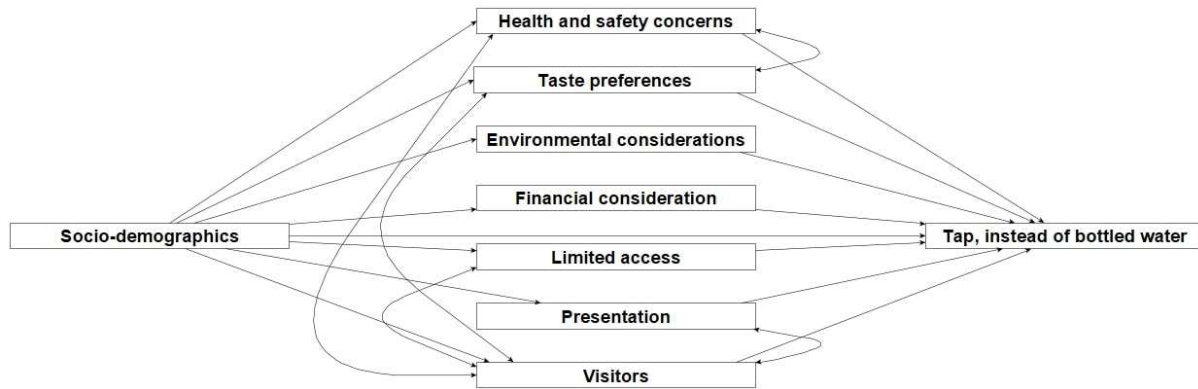 Health and safety concerns
Taste preferences
Environmental considerations
Financial consideration
Socio-demographics
Tap, instead of bottled water
Limited access
Presentation
Visitors